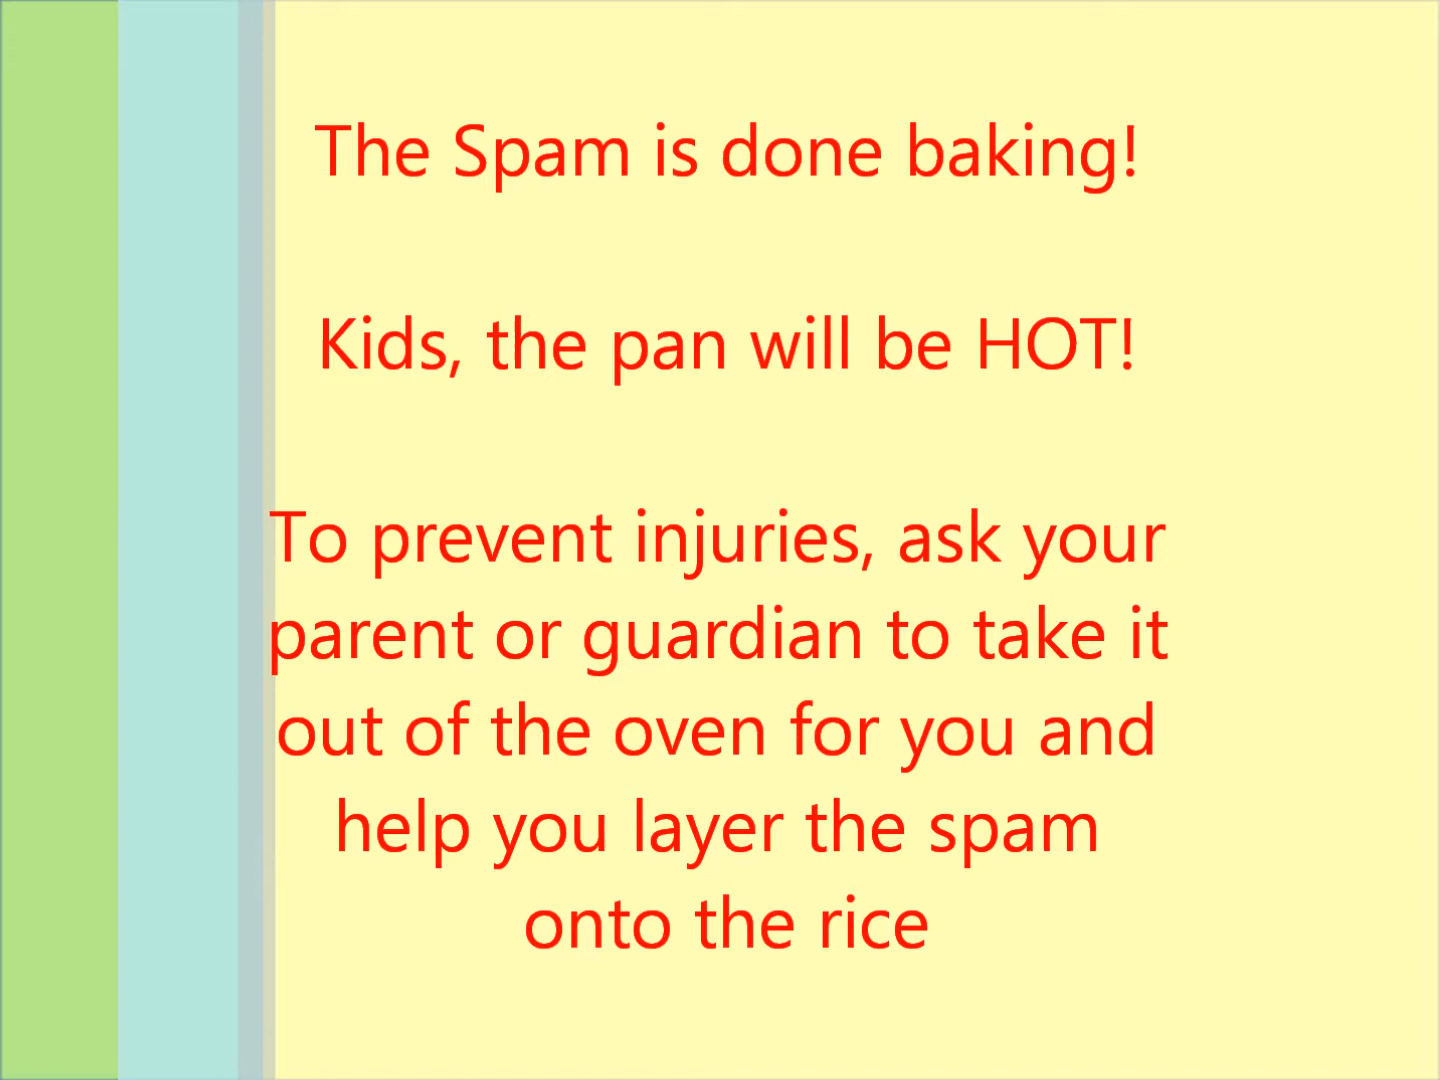 The Spam is done baking!
Kids, the pan will be HOT!
To prevent injuries, ask your
parent or guardian to take it
out of the oven for you and
help you layer the spam
onto the rice